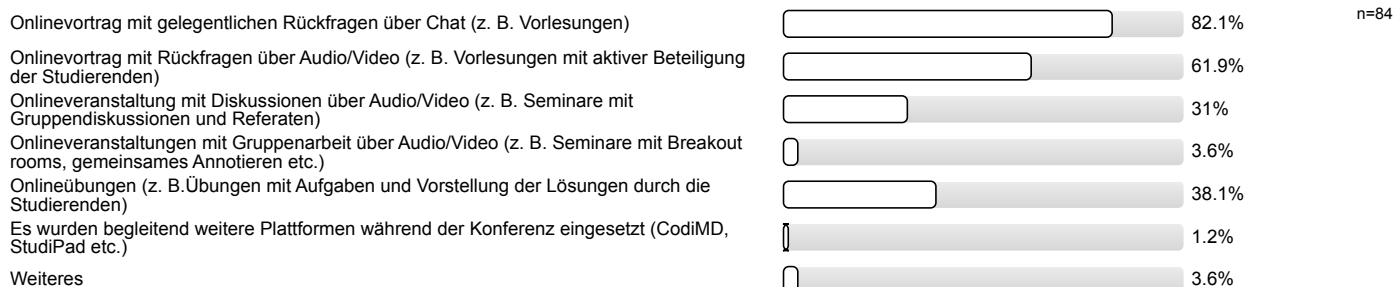 Onlinevortrag mit gelegentlichen Rückfragen über Chat (z. B. Vorlesungen) 82.1% n=84
Onlinevortrag mit Rückfragen über Audio/Video (z. B. Vorlesungen mit aktiver Beteiligung
der Studierenden) 61.9%
Onlineveranstaltung mit Diskussionen über Audio/Video (z. B. Seminare mit
Gruppendiskussionen und Referaten) 31%
Onlineveranstaltungen mit Gruppenarbeit über Audio/Video (z. B. Seminare mit Breakout
rooms, gemeinsames Annotieren etc.) 3.6%
Onlineübungen (z. B.Übungen mit Aufgaben und Vorstellung der Lösungen durch die
Studierenden) 38.1%
Es wurden begleitend weitere Plattformen während der Konferenz eingesetzt (CodiMD,
StudiPad etc.) 1.2%
Weiteres 3.6%